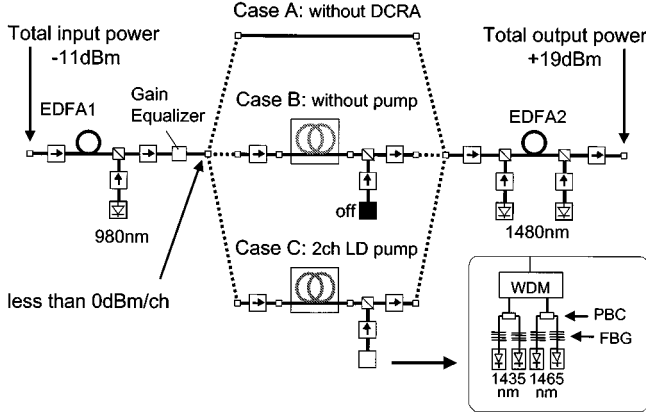 Case A: without DCRA
Total input power
-11dBm
Total output power
+19dBm
EDFA1
Gain
Equalizer
Case B: without pump
EDFA2
980nm
off
1480nm
Case C: 2ch LD pump
less than 0dBm/ch
WDM
PBC
FBG
1435 1465
nm nm